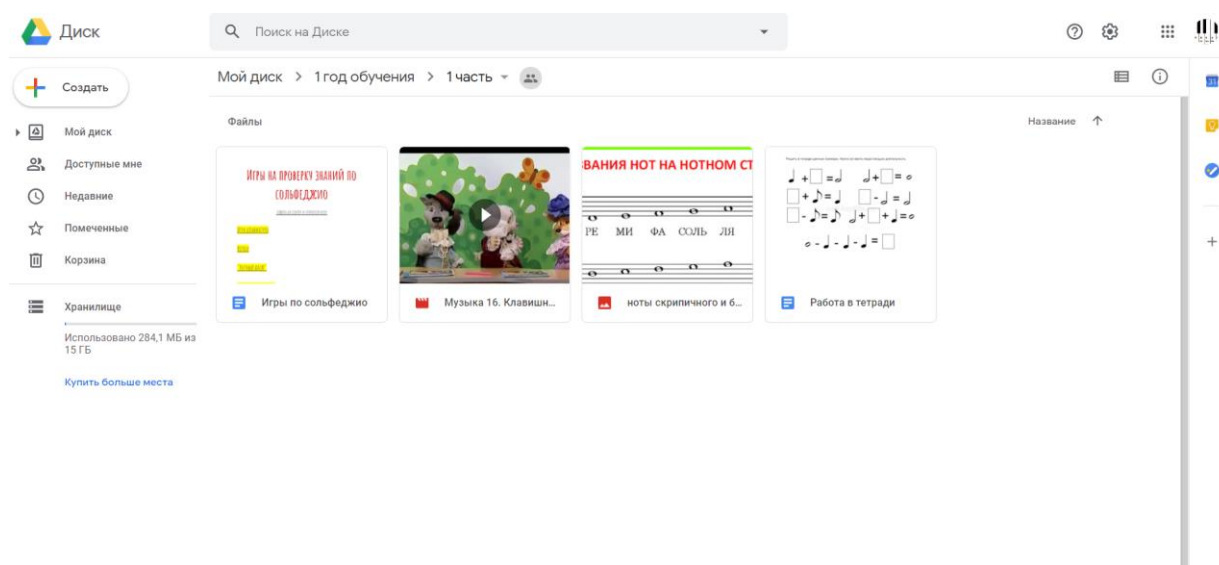 Диск
Поиск на Диске
Создать
Мой диск > 1 год обучения > 1 часть
Мой диск
Доступные мне
Недавние
Помеченные
Корзина
Хранилище
Использовано 284,1 МБ из
15 ГБ
Купить больше места
Файлы
Название
ИГРЫ НА ПРОВЕРКУ ЗНАНИЙ ПО
СОЛЬФЕДЖИО
Игры по сольфеджио
Музыка 16. Клавишн...
ВАНИЯ НОТ НА НОТНОМ СТ
РЕ МИ ФА СОЛЬ ЛЯ
ноты скрипичного и б...
Работа в тетради
31